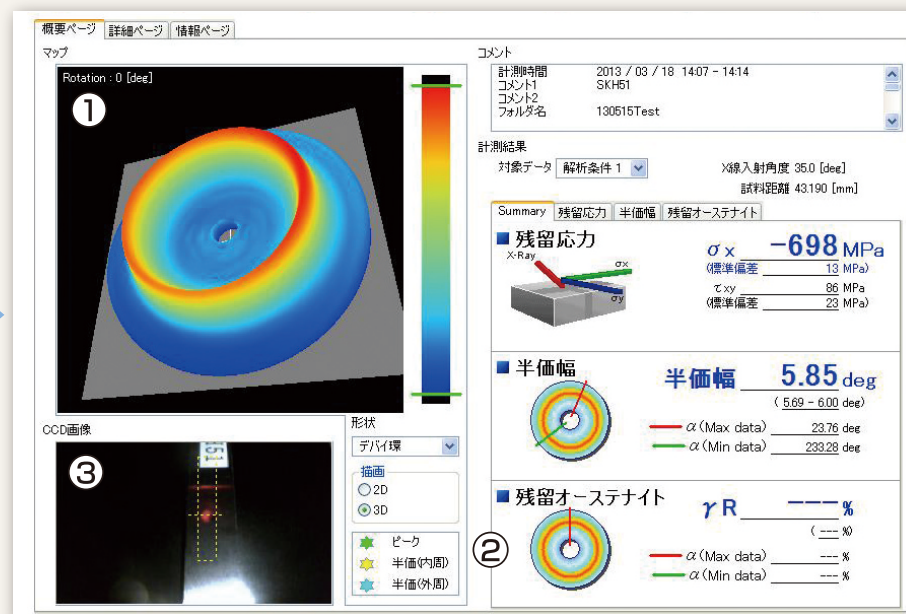 概要ページ 詳細ページ 情報ページ
マップ
Rotation : 0 [deg]
①
CCD画像
③
形状
デバイ環
描画
2D
3D
ピーク
半価(内周)
半価(外周)
コメント
計測時間 2013 / 03 / 18 14:07 - 14:14
コメント1 SKH51
コメント2
フォルダ名 130515Test
計測結果
対象データ 解析条件 1
X線入射角度 35.0 [deg]
試料距離 43.190 [mm]
Summary 残留応力 半価幅 残留オーステナイト
残留応力
X-Ray
σx
σy
σx -698 MPa
(標準偏差 13 MPa)
τxy 86 MPa
(標準偏差 23 MPa)
半価幅
半価幅 5.85 deg
( 5.69 - 6.00 deg)
α(Max data) 23.76 deg
α(Min data) 233.28 deg
②
残留オーステナイト
γR --- %
( --- %)
α(Max data) --- %
α(Min data) --- %